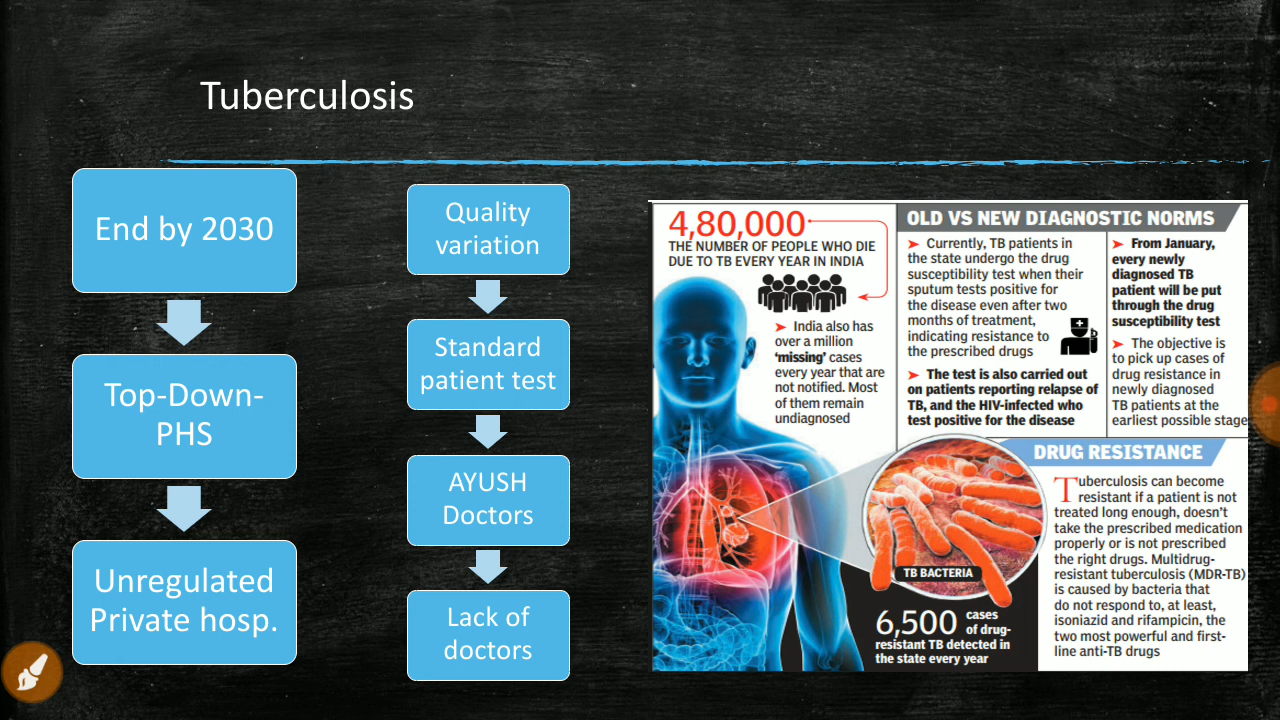 Tuberculosis
End by 2030
Top-Down-
PHS
Unregulated
Private hosp.
Quality
variation
Standard
patient test
AYUSH
Doctors
Lack of
doctors
4,80,000
THE NUMBER OF PEOPLE WHO DIE
DUE TO TB EVERY YEAR IN INDIA
India also has
over a million
'missing' cases
every year that are
not notified. Most
of them remain
undiagnosed
OLD VS NEW DIAGNOSTIC NORMS
Currently, TB patients in
the state undergo the drug
susceptibility test when their
sputum tests positive for
the disease even after two
months of treatment,
indicating resistance to
the prescribed drugs
The test is also carried out
on patients reporting relapse of
TB, and the HIV-infected who
test positive for the disease
From January,
every newly
diagnosed TB
patient will be put
through the drug
susceptibility test
The objective is
to pick up cases of
drug resistance in
newly diagnosed
TB patients at the
earliest possible stage
TB BACTERIA
6,500 cases
of drug-
resistant TB detected in
the state every year
DRUG RESISTANCE
Tuberculosis can become
resistant if a patient is not
treated long enough, doesn't
take the prescribed medication
properly or is not prescribed
the right drugs. Multidrug-
resistant tuberculosis (MDR-TB)
is caused by bacteria that
do not respond to, at least,
isoniazid and rifampicin, the
two most powerful and first-
line anti-TB drugs